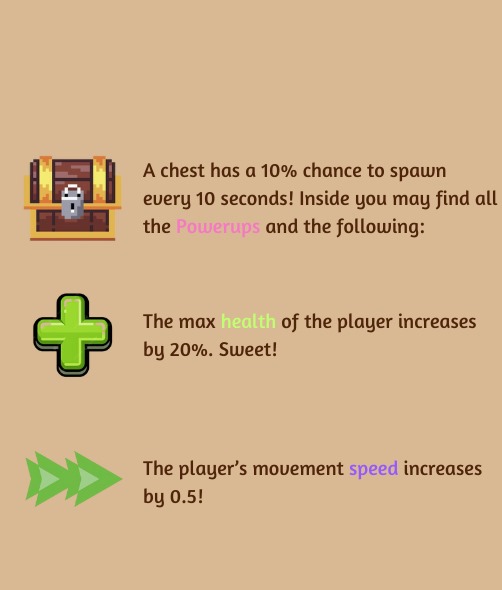 A chest has a 10% chance to spawn
every 10 seconds! Inside you may find all
the Powerups and the following:
The max health of the player increases
by 20%. Sweet!
The player’s movement speed increases
by 0.5!